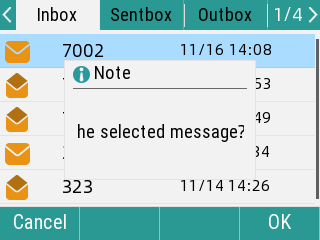 Inbox Sentbox Outbox 1/4
7002 11/16 14:08
Note
53
he selected message?
49
34
323 11/14 14:26
Cancel OK